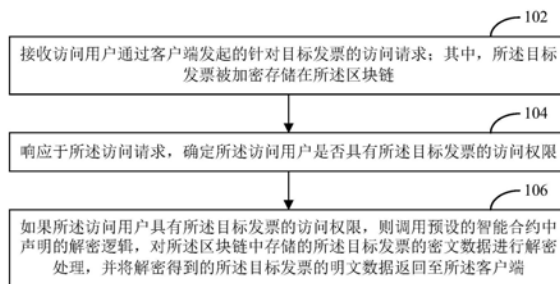 102
接收访问用户通过客户端发起的针对目标发票的访问请求；其中，所述目标
发票被加密存储在所述区块链
104
响应于所述访问请求，确定所述访问用户是否具有所述目标发票的访问权限
106
如果所述访问用户具有所述目标发票的访问权限，则调用预设的智能合约中
声明的解密逻辑，对所述区块链中存储的所述目标发票的密文数据进行解密
处理，并将解密得到的所述目标发票的明文数据返回至所述客户端